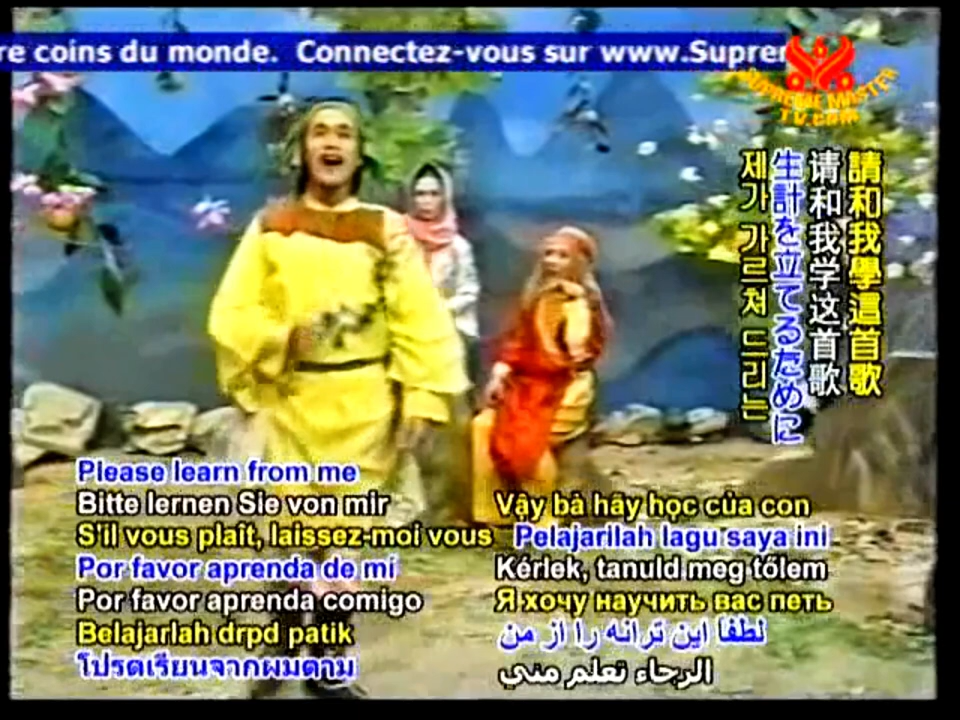 re coins du monde.  Connectez-vous sur www.Suprem
SUPREME MASTER
TV.COM
請和我學這首歌
请和我学这首歌
生計を立てるために
제가 가르쳐 드리는
Please learn from me
Bitte lernen Sie von mir
S'il vous plaît, laissez-moi vous
Por favor aprenda de mí
Por favor aprenda comigo
Belajarlah drpd patik
โปรดเรียนจากผมตาม
Vậy bà hãy học của con
Pelajarilah lagu saya ini
Kérlek, tanuld meg tőlem
Я хочу научить вас петь
لطفا این ترانه را از من
الرجاء تعلم مني